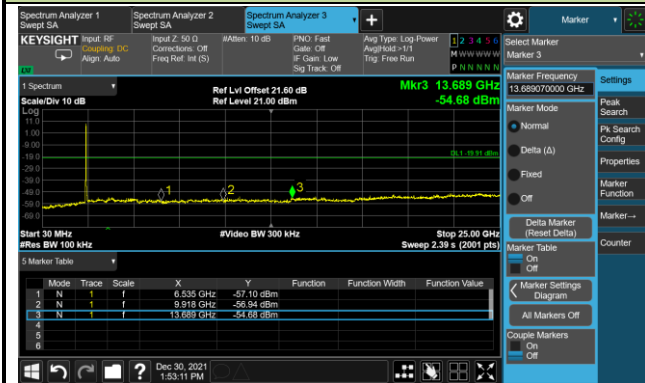 Spectrum Analyzer 1
Swept SA
Spectrum Analyzer 2
Swept SA
Spectrum Analyzer 3
Swept SA
Marker
KEYSIGHT
Input: RF
Coupling: DC
Align: Auto
Input Z: 50 Ω
Corrections: Off
Freq Ref: Int (S)
#Atten: 10 dB
PNO: Fast
Gate: Off
IF Gain: Low
Sig Track: Off
Avg Type: Log-Power
Avg|Hold:>1/1
Trig: Free Run
1 2 3 4 5 6
M W W W W W
P N N N N N
Select Marker
Marker 3
1 Spectrum
Scale/Div 10 dB
Log
Ref Lvl Offset 21.60 dB
Ref Level 21.00 dBm
Mkr3 13.689 GHz
-54.68 dBm
11.0
1.00
-9.00
-19.0
-29.0
-39.0
-49.0
-59.0
-69.0
DL1 -19.91 dBm
1
2
3
Start 30 MHz
#Res BW 100 kHz
#Video BW 300 kHz
Stop 25.00 GHz
Sweep 2.39 s (2001 pts)
5 Marker Table
Mode Trace Scale X Y Function Function Width Function Value
1 N 1 f 6.535 GHz -57.10 dBm
2 N 1 f 9.918 GHz -56.94 dBm
3 N 1 f 13.689 GHz -54.68 dBm
4
5
6
Dec 30, 2021
1:53:11 PM
Marker Frequency
13.689070000 GHz
Marker Mode
Normal
Delta (Δ)
Fixed
Off
Delta Marker
(Reset Delta)
Marker Table
On
Off
Marker Settings
Diagram
All Markers Off
Couple Markers
On
Off
Settings
Peak
Search
Pk Search
Config
Properties
Marker
Function
Marker→
Counter